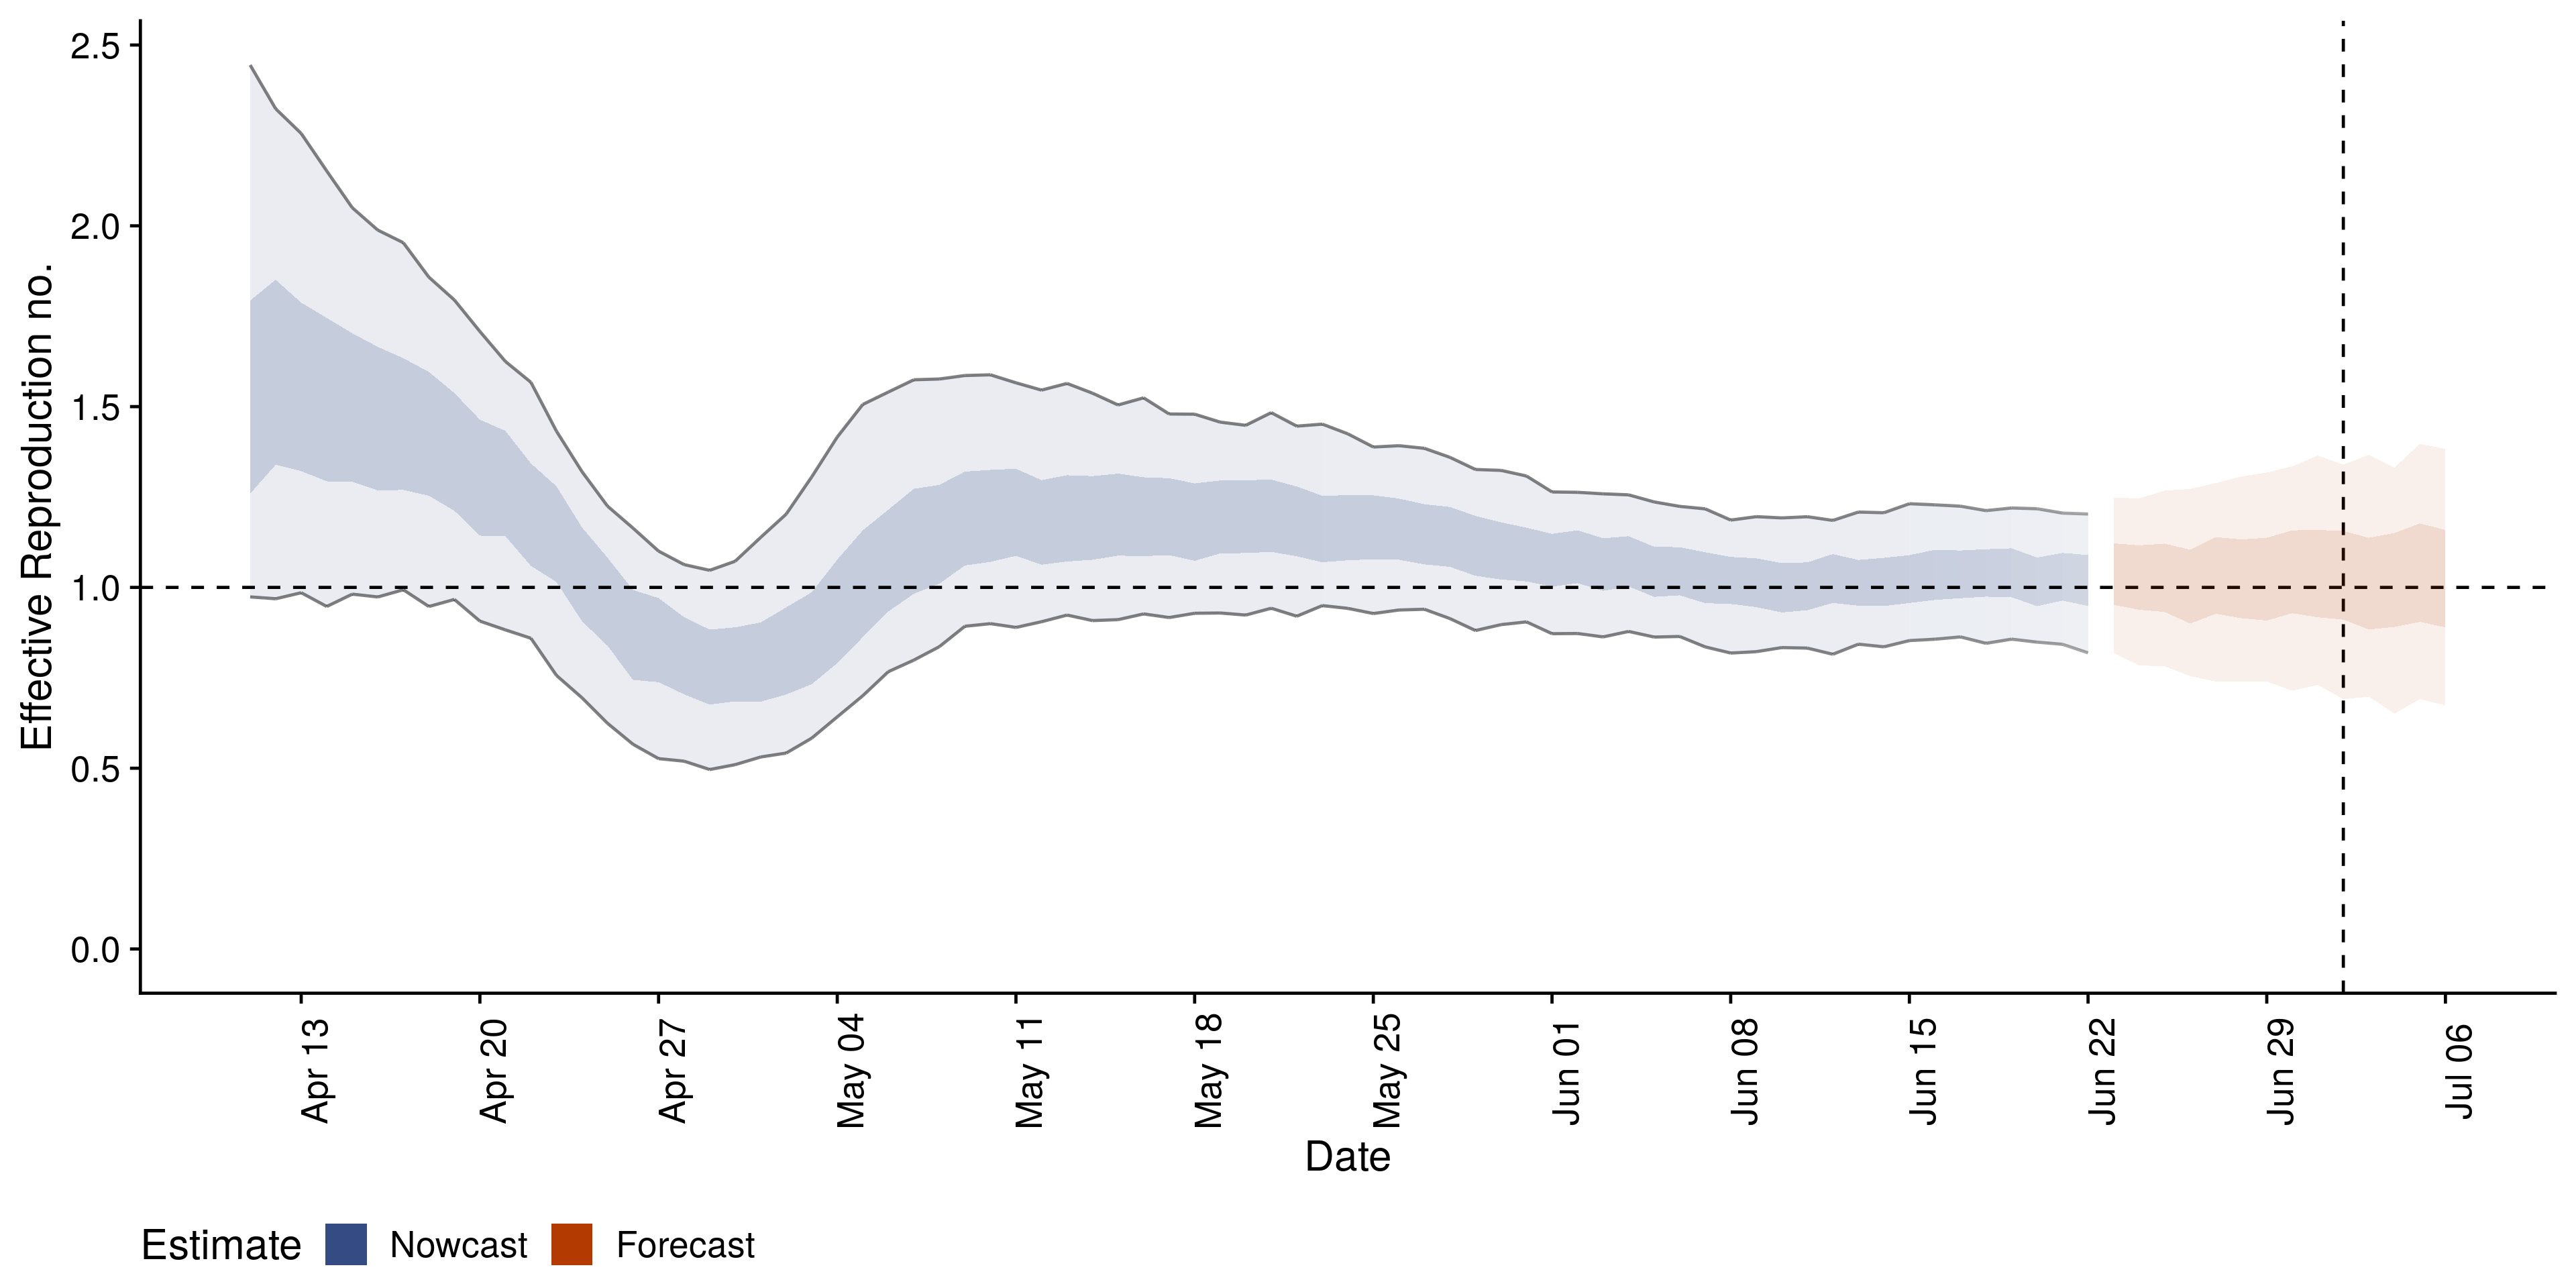 Effective Reproduction no.
2.5
2.0
1.5
1.0
0.5
0.0
Apr 13
Apr 20
Apr 27
May 04
May 11
May 18
May 25
Jun 01
Jun 08
Jun 15
Jun 22
Jun 29
Jul 06
Date
Estimate Nowcast Forecast